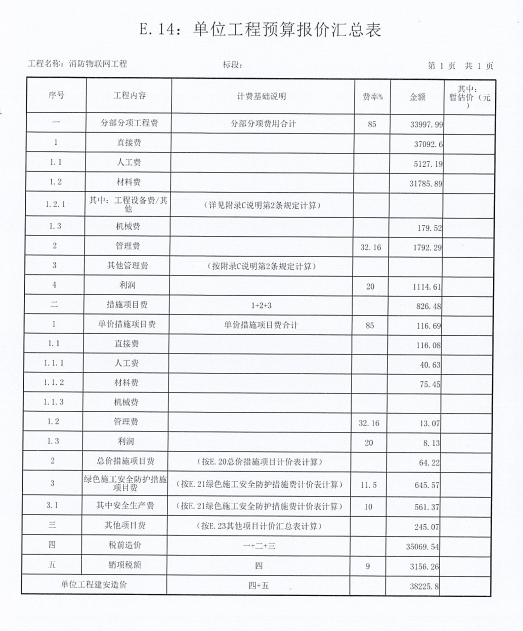 E.14: 单位工程预算报价汇总表
工程名称: 消防物联网工程 标段: 第 1 页 共 1 页
序号 工程内容 计费基础说明 费率% 金额 其中: 暂估价(元)
一 分部分项工程费 分部分项费用合计 85 33997.99
1 直接费 37092.6
1.1 人工费 5127.19
1.2 材料费 31785.89
1.2.1 其中: 工程设备费/其他 (详见附录C说明第2条规定计算)
1.3 机械费 179.52
2 管理费 32.16 1792.29
3 其他管理费 (按附录C说明第2条规定计算)
4 利润 20 1114.61
二 措施项目费 1+2+3 826.48
1 单价措施项目费 单价措施项目费合计 85 116.69
1.1 直接费 116.08
1.1.1 人工费 40.63
1.1.2 材料费 75.45
1.1.3 机械费
1.2 管理费 32.16 13.07
1.3 利润 20 8.13
2 总价措施项目费 (按E.20总价措施项目计价表计算) 64.22
3 绿色施工安全防护措施项目费 (按E.21绿色施工安全防护措施费计价表计算) 11.5 645.57
3.1 其中安全生产费 (按E.21绿色施工安全防护措施费计价表计算) 10 561.37
三 其他项目费 (按E.23其他项目计价汇总表计算) 245.07
四 税前造价 一+二+三 35069.54
五 销项税额 四 9 3156.26
单位工程建安造价 四+五 38225.8